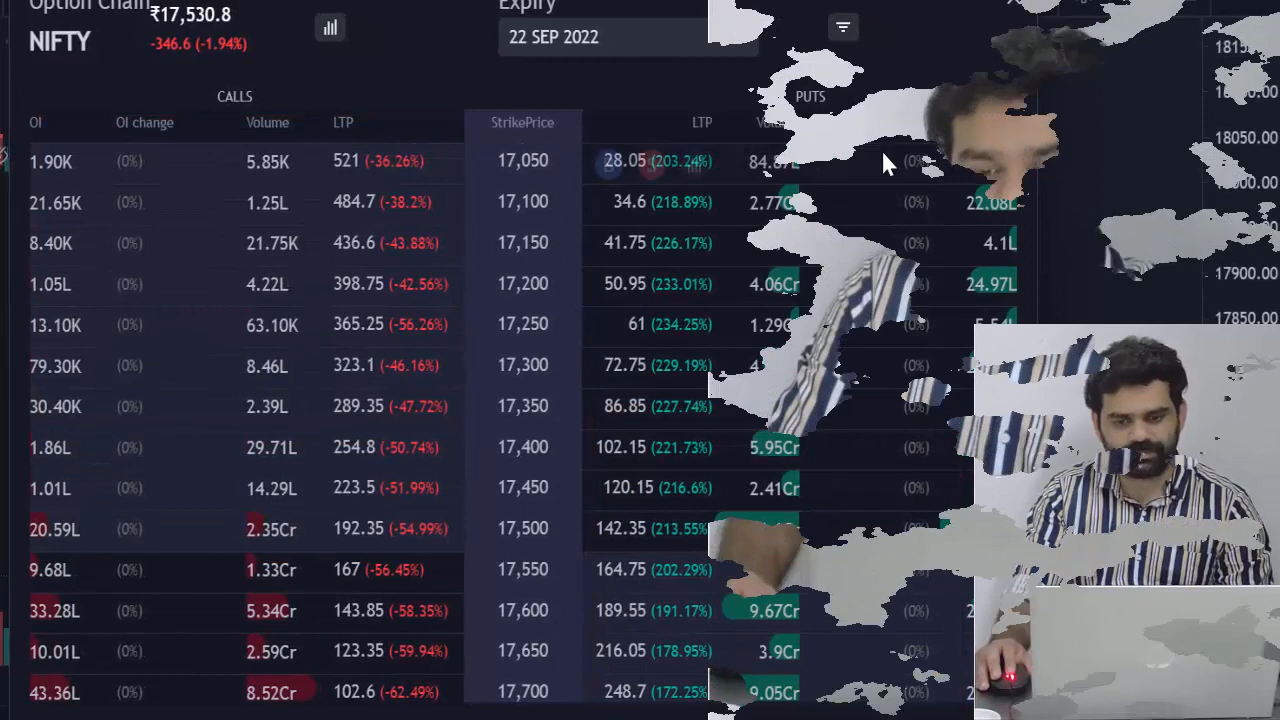 Option Chain ₹17,530.8 Expiry
NIFTY -346.6 (-1.94%) 22 SEP 2022
CALLS PUTS
OI OI change Volume LTP StrikePrice LTP
1.90K (0%) 5.85K 521 (-36.26%) 17,050 28.05 (203.24%)
21.65K (0%) 1.25L 484.7 (-38.2%) 17,100 34.6 (218.89%) 2.77Cr (0%) 22.08L
8.40K (0%) 21.75K 436.6 (-43.88%) 17,150 41.75 (226.17%) (0%) 4.1L
1.05L (0%) 4.22L 398.75 (-42.56%) 17,200 50.95 (233.01%) 4.06Cr (0%) 24.97L
13.10K (0%) 63.10K 365.25 (-56.26%) 17,250 61 (234.25%) 1.29Cr (0%)
79.30K (0%) 8.46L 323.1 (-46.16%) 17,300 72.75 (229.19%) (0%)
30.40K (0%) 2.39L 289.35 (-47.72%) 17,350 86.85 (227.74%) (0%)
1.86L (0%) 29.71L 254.8 (-50.74%) 17,400 102.15 (221.73%) 5.95Cr (0%)
1.01L (0%) 14.29L 223.5 (-51.99%) 17,450 120.15 (216.6%) 2.41Cr (0%)
20.59L (0%) 2.35Cr 192.35 (-54.99%) 17,500 142.35 (213.55%)
9.68L (0%) 1.33Cr 167 (-56.45%) 17,550 164.75 (202.29%)
33.28L (0%) 5.34Cr 143.85 (-58.35%) 17,600 189.55 (191.17%) 9.67Cr (0%)
10.01L (0%) 2.59Cr 123.35 (-59.94%) 17,650 216.05 (178.95%) 3.9Cr (0%)
43.36L (0%) 8.52Cr 102.6 (-62.49%) 17,700 248.7 (172.25%) 9.05Cr (0%)
18050.00
17900.00
17850.00